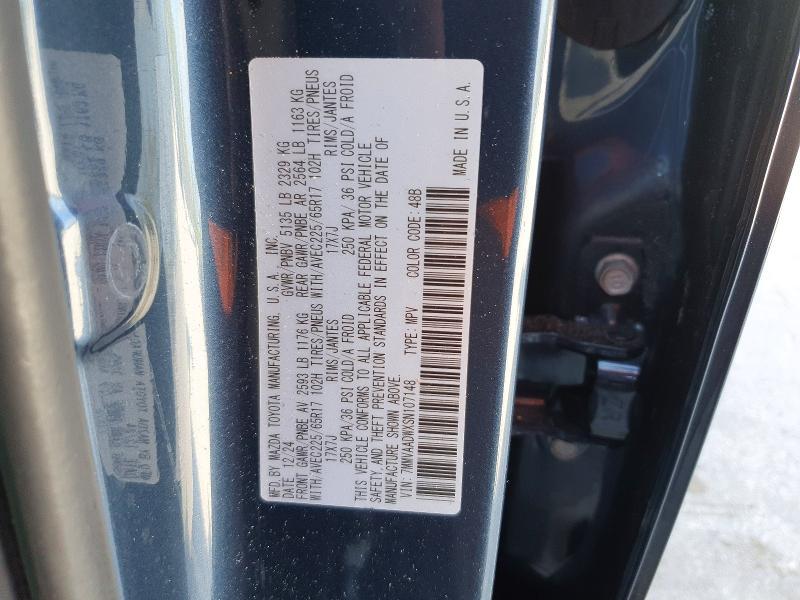 MFD BY MAZDA TOYOTA MANUFACTURING, U.S.A., INC.
DATE 12/24 GVWR/PNBV 5135 LB 2329 KG
FRONT GAWR/PNBE AV 2593 LB 1176 KG REAR GAWR/PNBE AR 2564 LB 1163 KG
WITH/AVEC225/65R17 102H TIRES/PNEUS WITH/AVEC225/65R17 102H TIRES/PNEUS
17X7J RIMS/JANTES 17X7J RIMS/JANTES
250 KPA/36 PSI COLD/A FROID 250 KPA/36 PSI COLD/A FROID
THIS VEHICLE CONFORMS TO ALL APPLICABLE FEDERAL MOTOR VEHICLE
SAFETY, AND THEFT PREVENTION STANDARDS IN EFFECT ON THE DATE OF
MANUFACTURE SHOWN ABOVE.
VIN: 7MMVAADWXSN107148 TYPE: MPV COLOR CODE: 48B
MADE IN U.S.A.